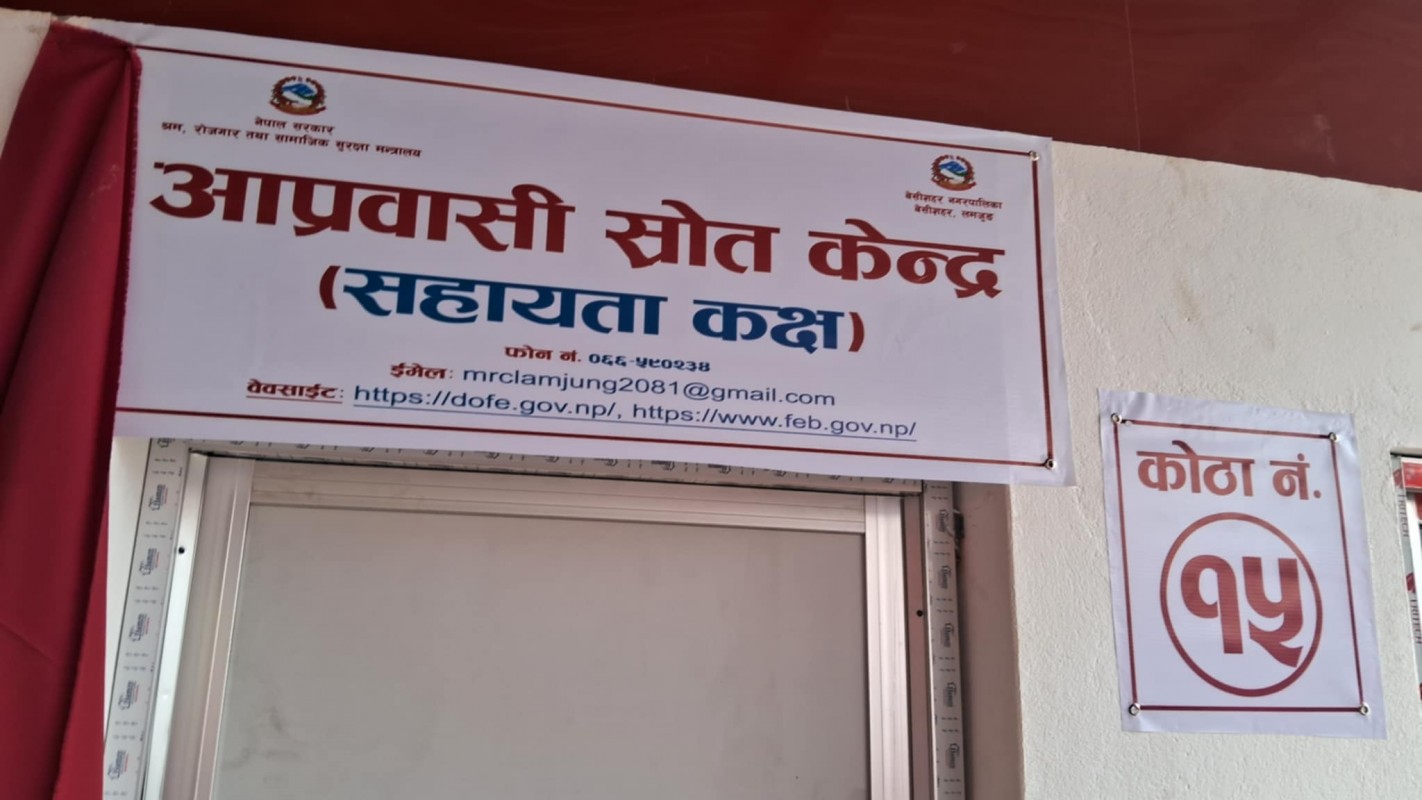 नेपाल सरकार
श्रम, रोजगार तथा सामाजिक सुरक्षा मन्त्रालय
बेसीशहर नगरपालिका
बेसीशहर, लमजुङ
आप्रवासी स्रोत केन्द्र
(सहायता कक्ष)
फोन नं. ०६६-५९०२३४
ईमेल: mrclamjung2081@gmail.com
वेवसाईट: https://dofe.gov.np/, https://www.feb.gov.np/
कोठा नं.
१५